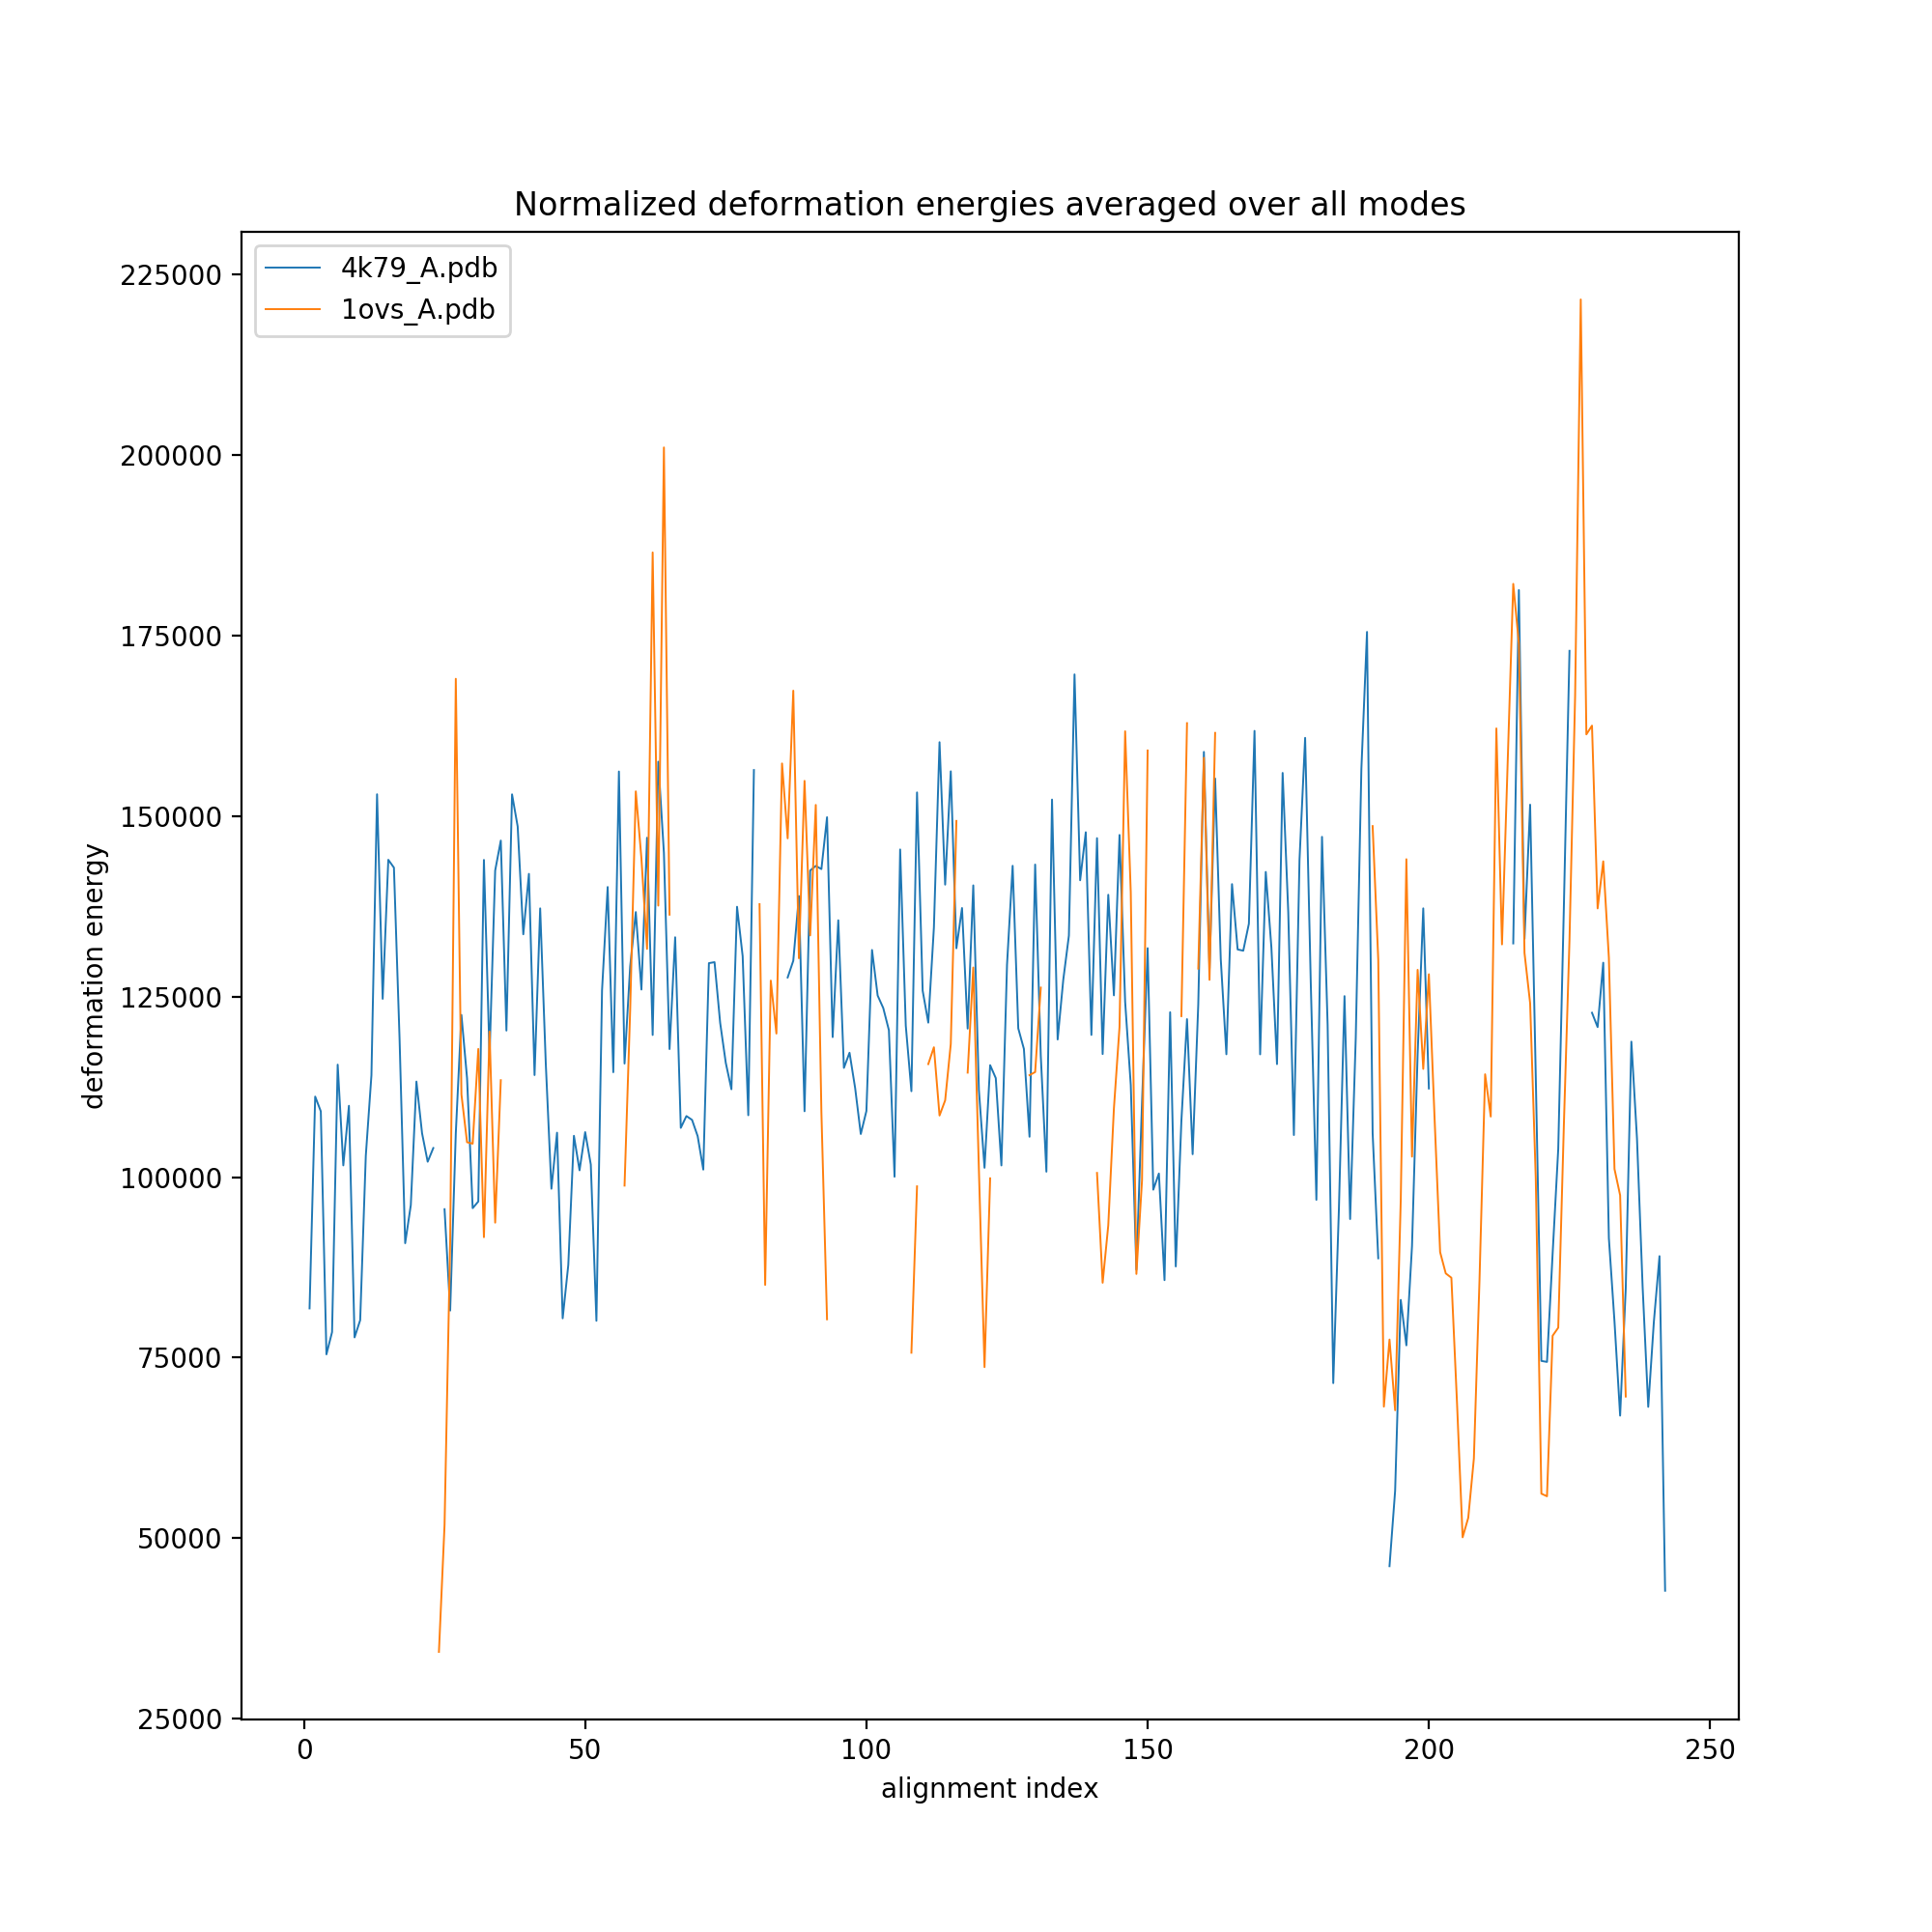 Normalized deformation energies averaged over all modes
4k79_A.pdb
1ovs_A.pdb
225000
200000
175000
150000
125000
100000
75000
50000
25000
deformation energy
0 50 100 150 200 250
alignment index